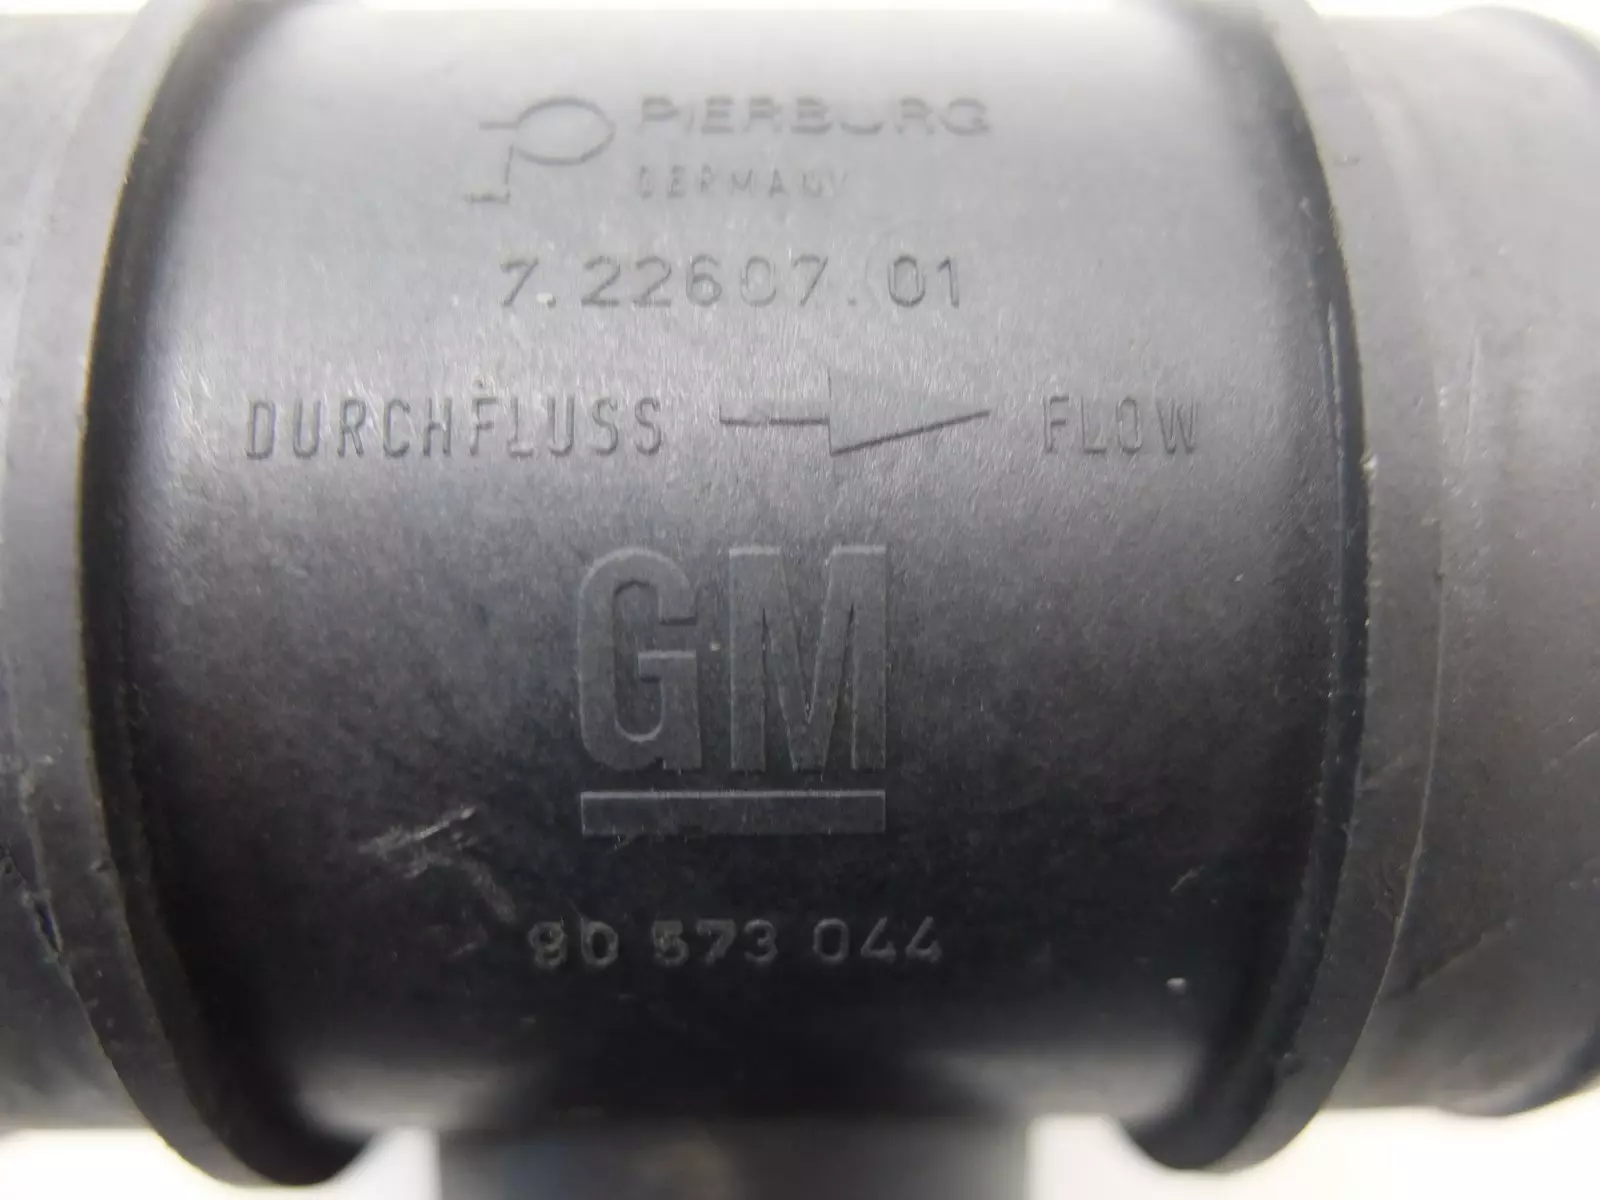 PIERBURG
GERMANY
7.22607.01
DURCHFLUSS FLOW
GM
90 573 044